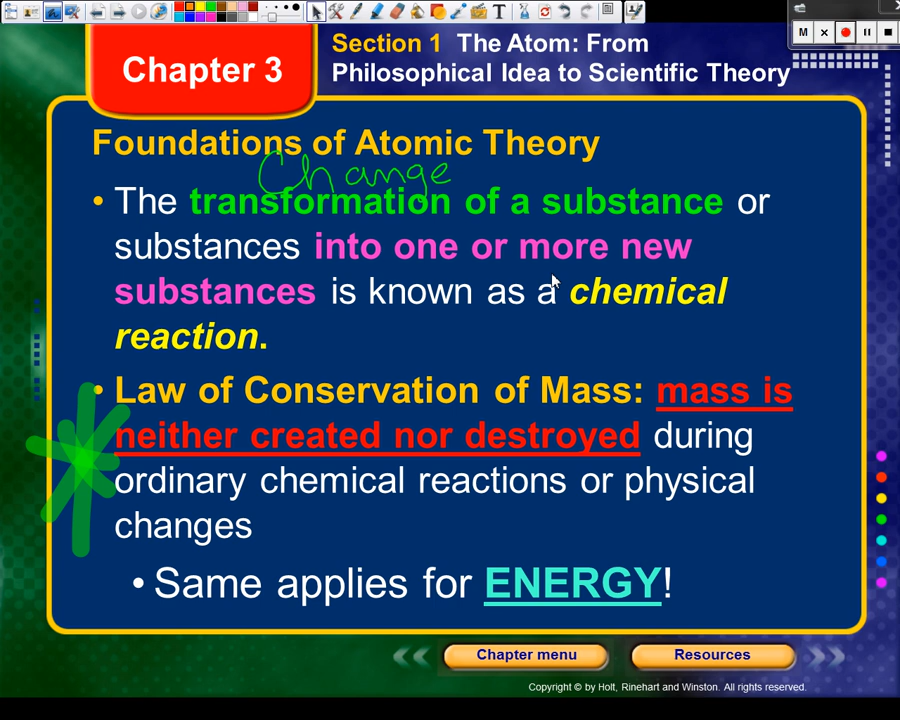 M
Section 1 The Atom: From
Chapter 3
Philosophical Idea to Scientific Theory
Foundations of Atomic Theory
Change
• The transformation of a substance or
substances into one or more new
substances is known as a chemical
reaction.
• Law of Conservation of Mass: mass is
neither created nor destroyed during
ordinary chemical reactions or physical
changes
• Same applies for ENERGY!
Chapter menu
Resources
Copyright © by Holt, Rinehart and Winston. All rights reserved.